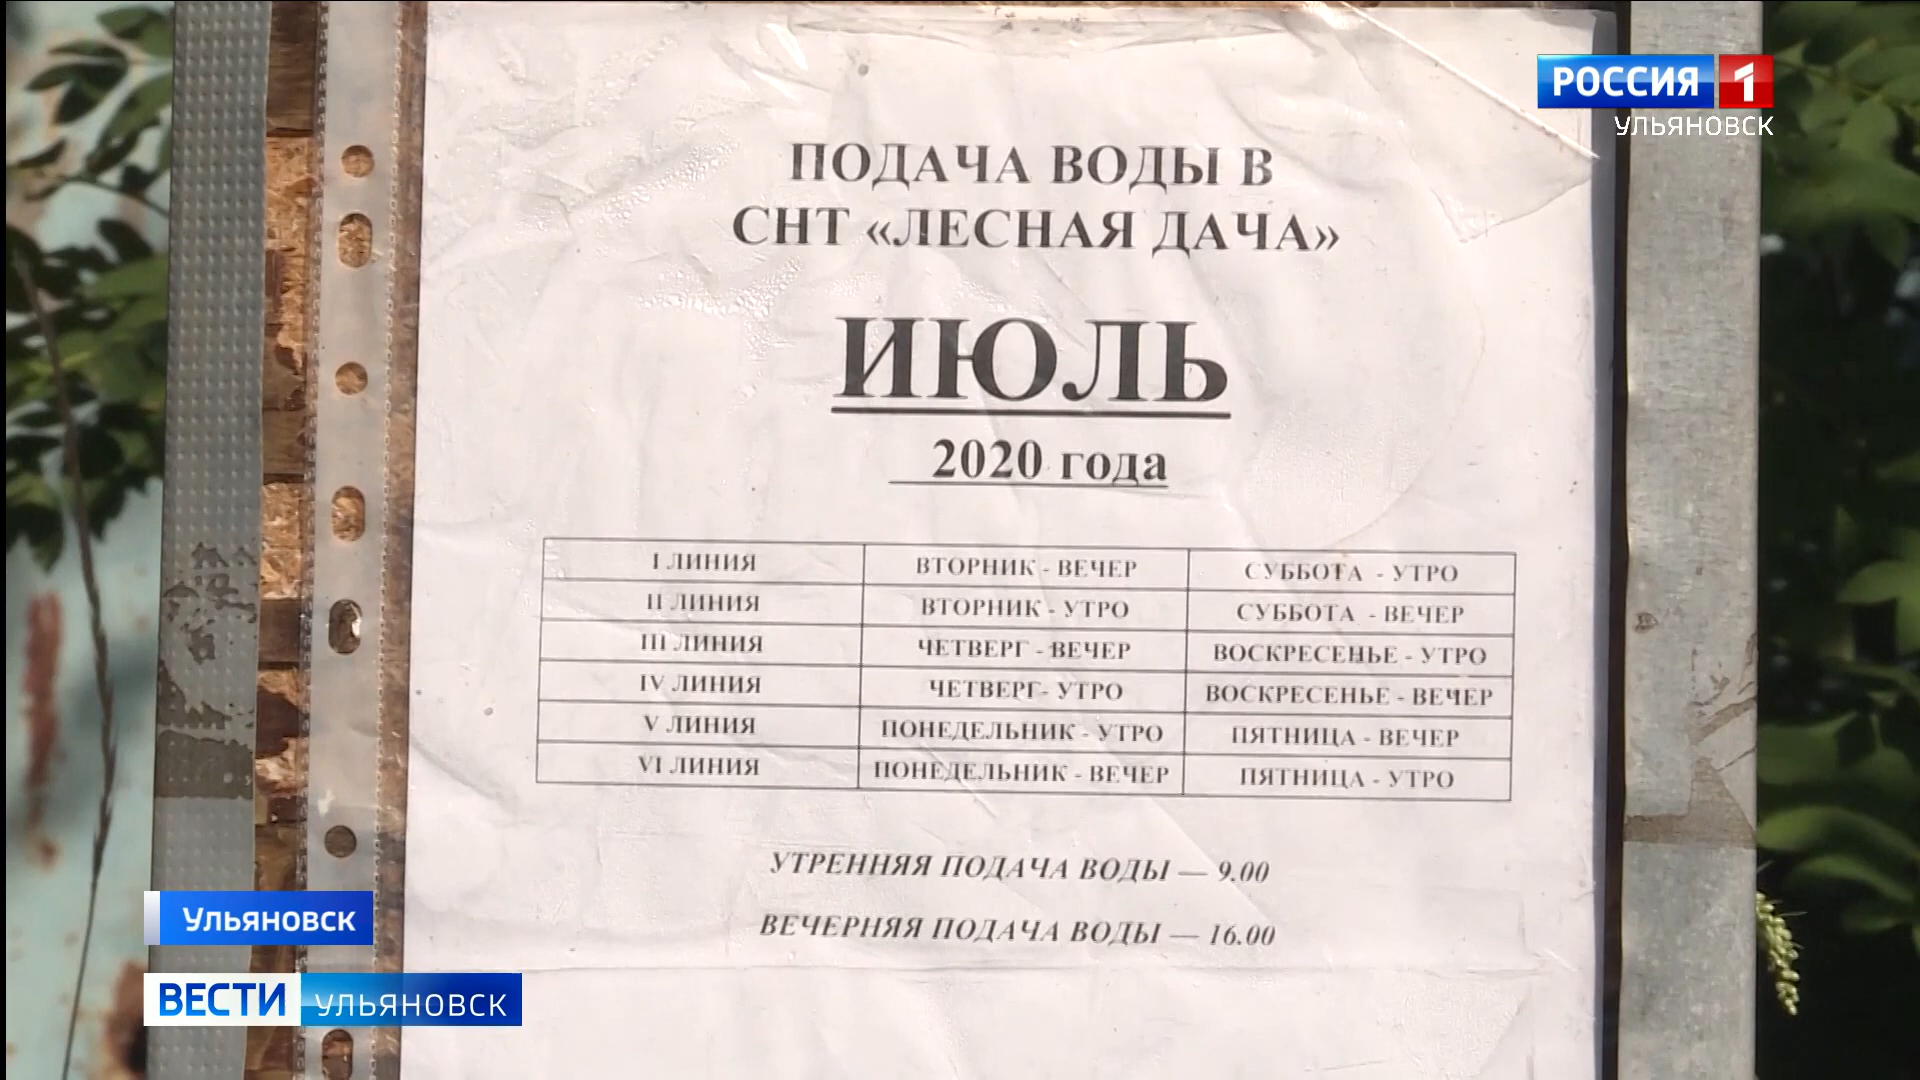 РОССИЯ 1
УЛЬЯНОВСК
ПОДАЧА ВОДЫ В
СНТ «ЛЕСНАЯ ДАЧА»
ИЮЛЬ
2020 года
I ЛИНИЯ ВТОРНИК - ВЕЧЕР СУББОТА - УТРО
II ЛИНИЯ ВТОРНИК - УТРО СУББОТА - ВЕЧЕР
III ЛИНИЯ ЧЕТВЕРГ - ВЕЧЕР ВОСКРЕСЕНЬЕ - УТРО
IV ЛИНИЯ ЧЕТВЕРГ- УТРО ВОСКРЕСЕНЬЕ - ВЕЧЕР
V ЛИНИЯ ПОНЕДЕЛЬНИК - УТРО ПЯТНИЦА - ВЕЧЕР
VI ЛИНИЯ ПОНЕДЕЛЬНИК - ВЕЧЕР ПЯТНИЦА - УТРО
УТРЕННЯЯ ПОДАЧА ВОДЫ — 9.00
ВЕЧЕРНЯЯ ПОДАЧА ВОДЫ — 16.00
Ульяновск
ВЕСТИ УЛЬЯНОВСК